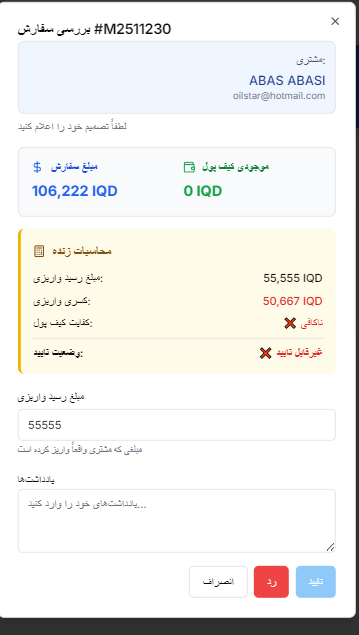 بررسی سفارش #M2511230
مشتری:
ABAS ABASI
oilstar@hotmail.com
لطفاً تصمیم خود را اعلام کنید
مبلغ سفارش
106,222 IQD
موجودی کیف پول
0 IQD
محاسبات زنده
مبلغ رسید واریزی: 55,555 IQD
کسری واریزی: 50,667 IQD
کفایت کیف پول: ❌ ناکافی
وضعیت تایید: ❌ غیرقابل تایید
مبلغ رسید واریزی
55555
مبلغی که مشتری واقعاً واریز کرده است
یادداشت‌ها
یادداشت‌های خود را وارد کنید...
انصراف
رد
تایید